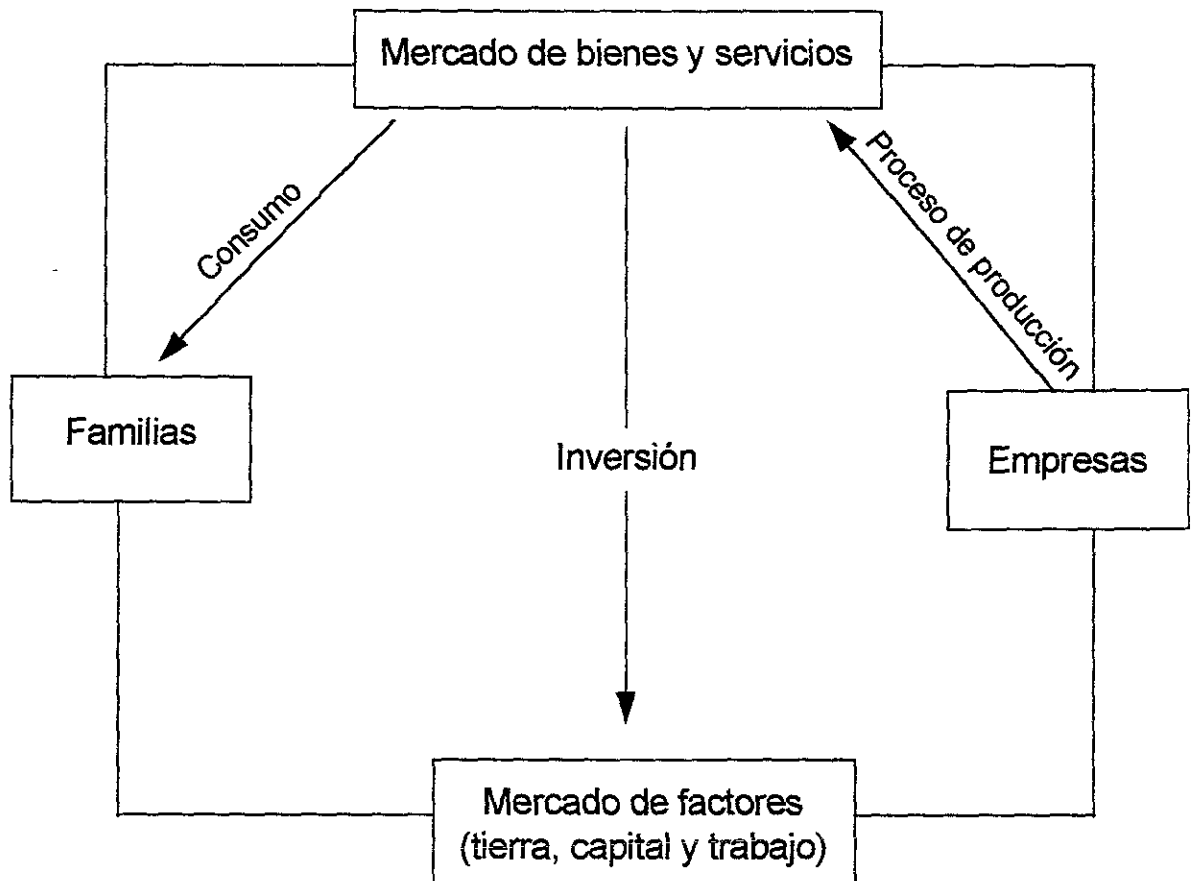 Mercado de bienes y servicios
Consumo
Proceso de producción
Familias
Inversión
Empresas
Mercado de factores
(tierra, capital y trabajo)